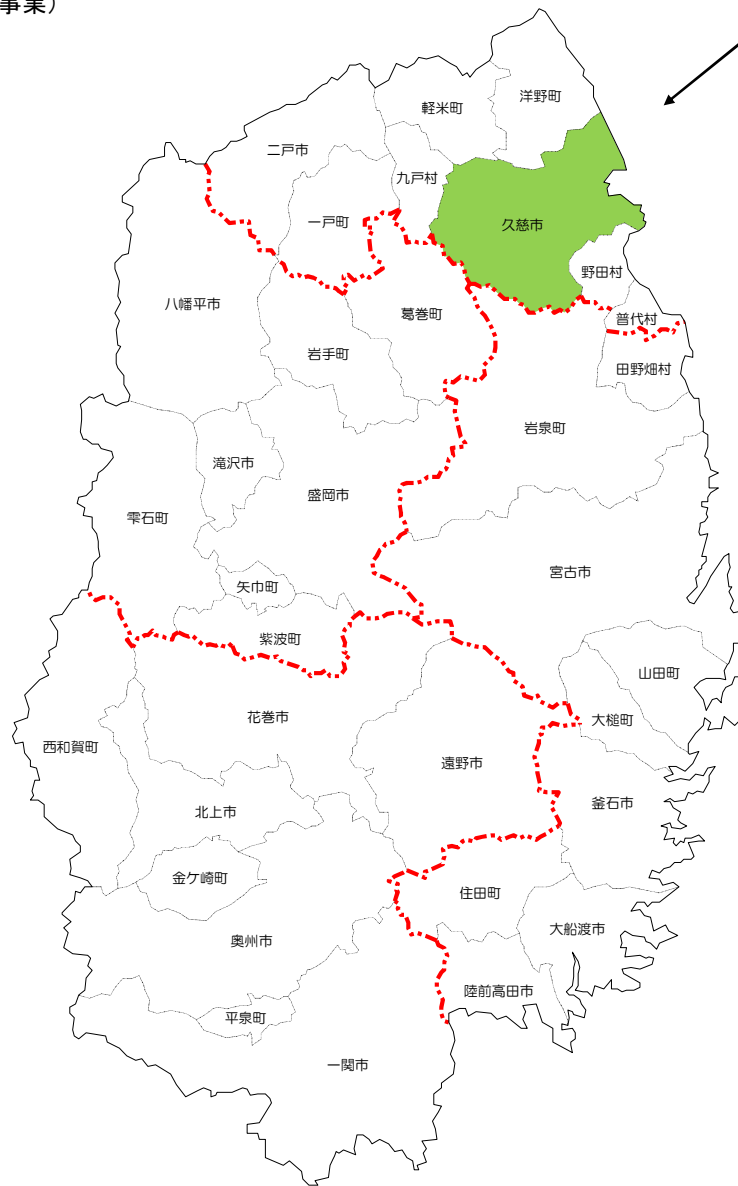 事業）
洋野町
軽米町
二戸市
九戸村
一戸町
久慈市
野田村
八幡平市
葛巻町
普代村
岩手町
田野畑村
岩泉町
滝沢市
盛岡市
雫石町
宮古市
矢巾町
紫波町
山田町
花巻市
大槌町
西和賀町
遠野市
釜石市
北上市
金ケ崎町
住田町
大船渡市
奥州市
陸前高田市
平泉町
一関市